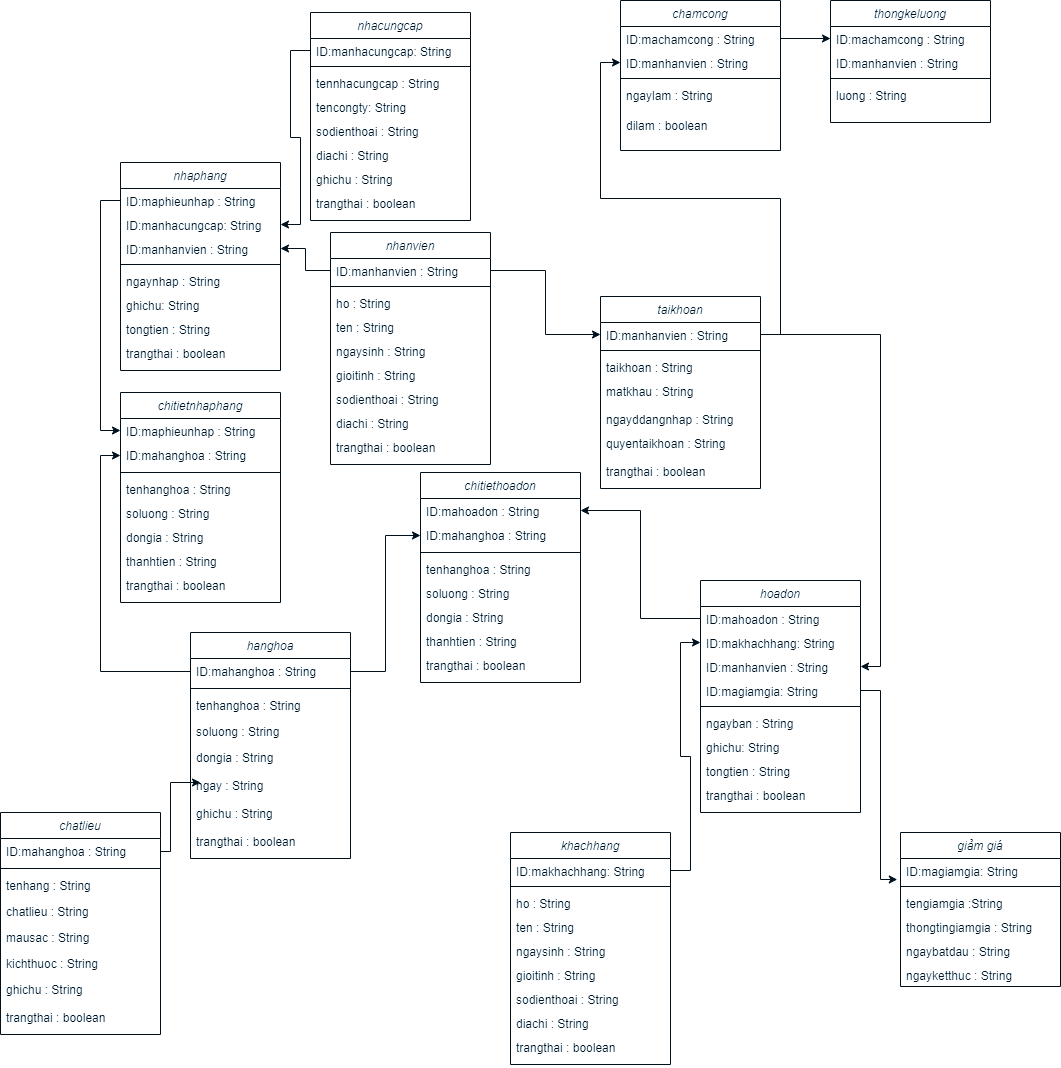 nhacungcap
ID:manhacungcap: String
tennhacungcap : String
tencongty: String
sodienthoai : String
diachi : String
ghichu : String
trangthai : boolean
chamcong
ID:machamcong : String
ID:manhanvien : String
ngaylam : String
dilam : boolean
thongkeluong
ID:machamcong : String
ID:manhanvien : String
luong : String
nhaphang
ID:maphieunhap : String
ID:manhacungcap: String
ID:manhanvien : String
ngaynhap : String
ghichu: String
tongtien : String
trangthai : boolean
nhanvien
ID:manhanvien : String
ho : String
ten : String
ngaysinh : String
gioitinh : String
sodienthoai : String
diachi : String
trangthai : boolean
taikhoan
ID:manhanvien : String
taikhoan : String
matkhau : String
ngayddangnhap : String
quyentaikhoan : String
trangthai : boolean
chitietnhaphang
ID:maphieunhap : String
ID:mahanghoa : String
tenhanghoa : String
soluong : String
dongia : String
thanhtien : String
trangthai : boolean
chitiethoadon
ID:mahoadon : String
ID:mahanghoa : String
tenhanghoa : String
soluong : String
dongia : String
thanhtien : String
trangthai : boolean
hoadon
ID:mahoadon : String
ID:makhachhang: String
ID:manhanvien : String
ID:magiamgia: String
ngayban : String
ghichu: String
tongtien : String
trangthai : boolean
hanghoa
ID:mahanghoa : String
tenhanghoa : String
soluong : String
dongia : String
ngay : String
ghichu : String
trangthai : boolean
chatlieu
ID:mahanghoa : String
tenhang : String
chatlieu : String
mausac : String
kichthuoc : String
ghichu : String
trangthai : boolean
khachhang
ID:makhachhang: String
ho : String
ten : String
ngaysinh : String
gioitinh : String
sodienthoai : String
diachi : String
trangthai : boolean
giảm giá
ID:magiamgia: String
tengiamgia :String
thongtingiamgia : String
ngaybatdau : String
ngayketthuc : String